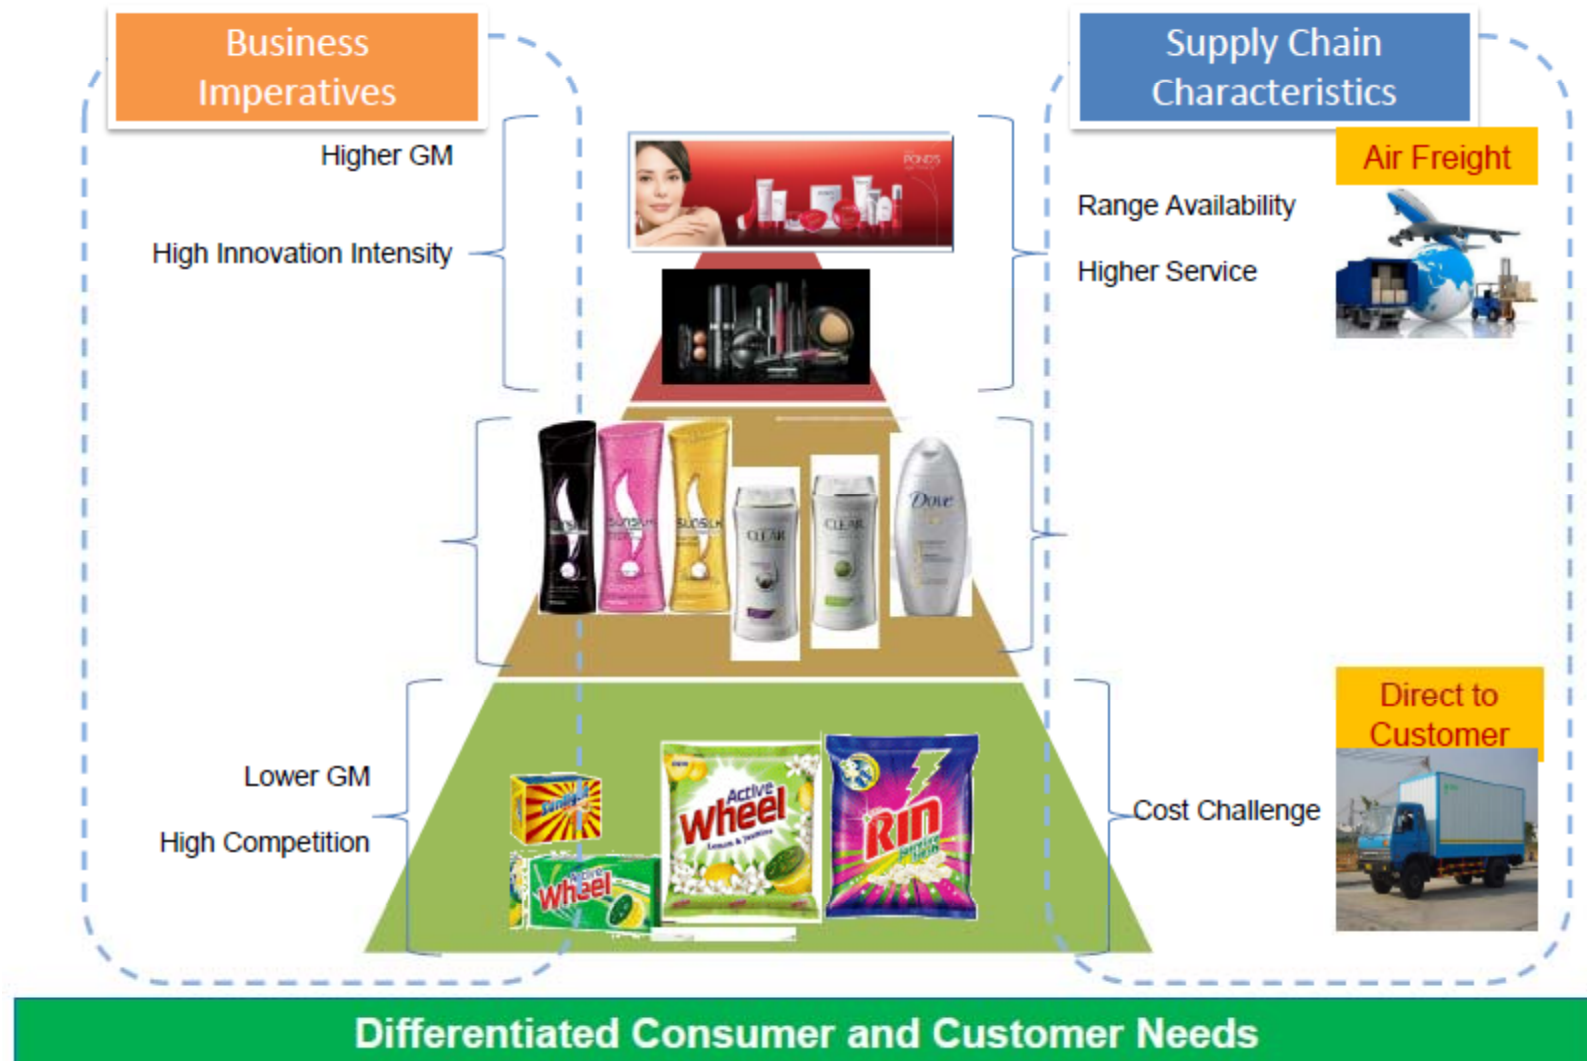 Business
Imperatives
Supply Chain
Characteristics
Higher GM
High Innovation Intensity
POND'S
Range Availability
Higher Service
Air Freight
SUNSILK
SUNSILK
SUNSILK
CLEAR
CLEAR
Dove
Lower GM
High Competition
Sunlight
Active
Wheel
Active
Wheel
Lemon & Jasmine
Rin
Cost Challenge
Direct to
Customer
Differentiated Consumer and Customer Needs